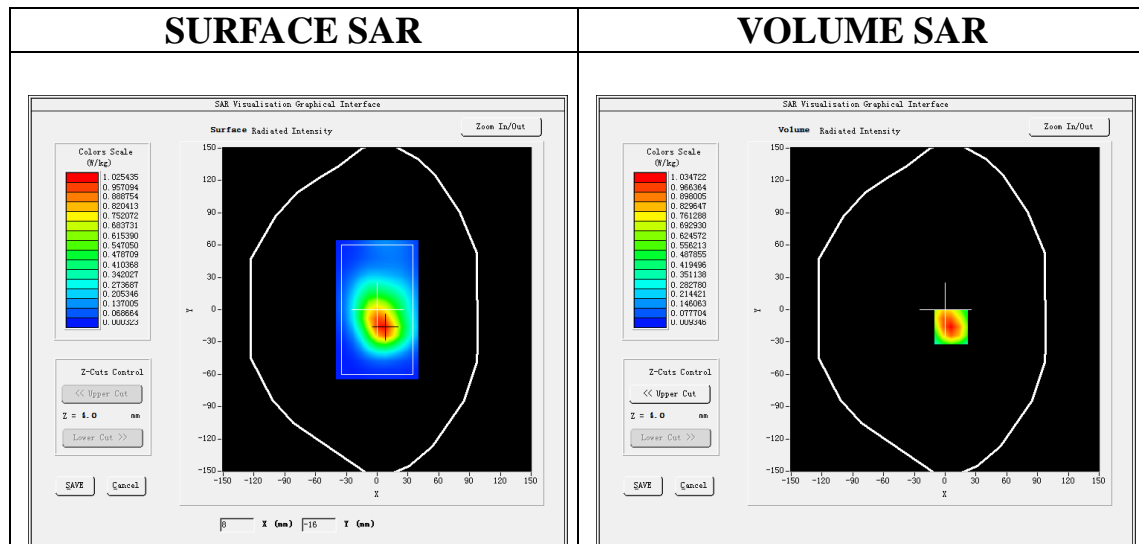 SURFACE SAR
VOLUME SAR
SAR Visualisation Graphical Interface
Surface Radiated Intensity
Zoom In/Out
Colors Scale
(W/kg)
1.025435
0.957094
0.888754
0.820413
0.752072
0.683731
0.615390
0.547050
0.478709
0.410368
0.342027
0.273687
0.205346
0.137005
0.068664
0.000323
150
120
90
60
30
0
-30
-60
-90
-120
-150
Y
-150 -120 -90 -60 -30 0 30 60 90 120 150
X
Z-Cuts Control
<< Upper Cut
Z = mm
Lower Cut >>
SAVE Cancel
8 X (mm) -16 Y (mm)
SAR Visualisation Graphical Interface
Volume Radiated Intensity
Zoom In/Out
Colors Scale
(W/kg)
1.034722
0.966364
0.898005
0.829647
0.761288
0.692930
0.624572
0.556213
0.487855
0.419496
0.351138
0.282780
0.214421
0.146063
0.077704
0.009346
150
120
90
60
30
0
-30
-60
-90
-120
-150
Y
-150 -120 -90 -60 -30 0 30 60 90 120 150
X
Z-Cuts Control
<< Upper Cut
Z = mm
Lower Cut >>
SAVE Cancel